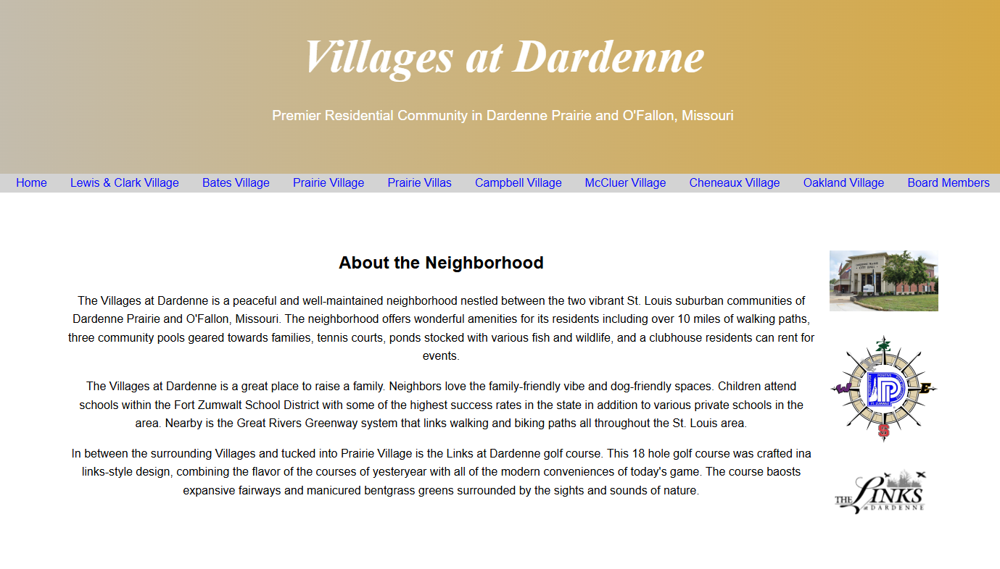 Villages at Dardenne
Premier Residential Community in Dardenne Prairie and O'Fallon, Missouri
Home Lewis & Clark Village Bates Village Prairie Village Prairie Villas Campbell Village McCluer Village Cheneaux Village Oakland Village Board Members
About the Neighborhood
The Villages at Dardenne is a peaceful and well-maintained neighborhood nestled between the two vibrant St. Louis suburban communities of
Dardenne Prairie and O'Fallon, Missouri. The neighborhood offers wonderful amenities for its residents including over 10 miles of walking paths,
three community pools geared towards families, tennis courts, ponds stocked with various fish and wildlife, and a clubhouse residents can rent for
events.
The Villages at Dardenne is a great place to raise a family. Neighbors love the family-friendly vibe and dog-friendly spaces. Children attend
schools within the Fort Zumwalt School District with some of the highest success rates in the state in addition to various private schools in the
area. Nearby is the Great Rivers Greenway system that links walking and biking paths all throughout the St. Louis area.
In between the surrounding Villages and tucked into Prairie Village is the Links at Dardenne golf course. This 18 hole golf course was crafted ina
links-style design, combining the flavor of the courses of yesteryear with all of the modern conveniences of today's game. The course baosts
expansive fairways and manicured bentgrass greens surrounded by the sights and sounds of nature.
CITY HALL
W E
S
THE LINKS
at DARDENNE